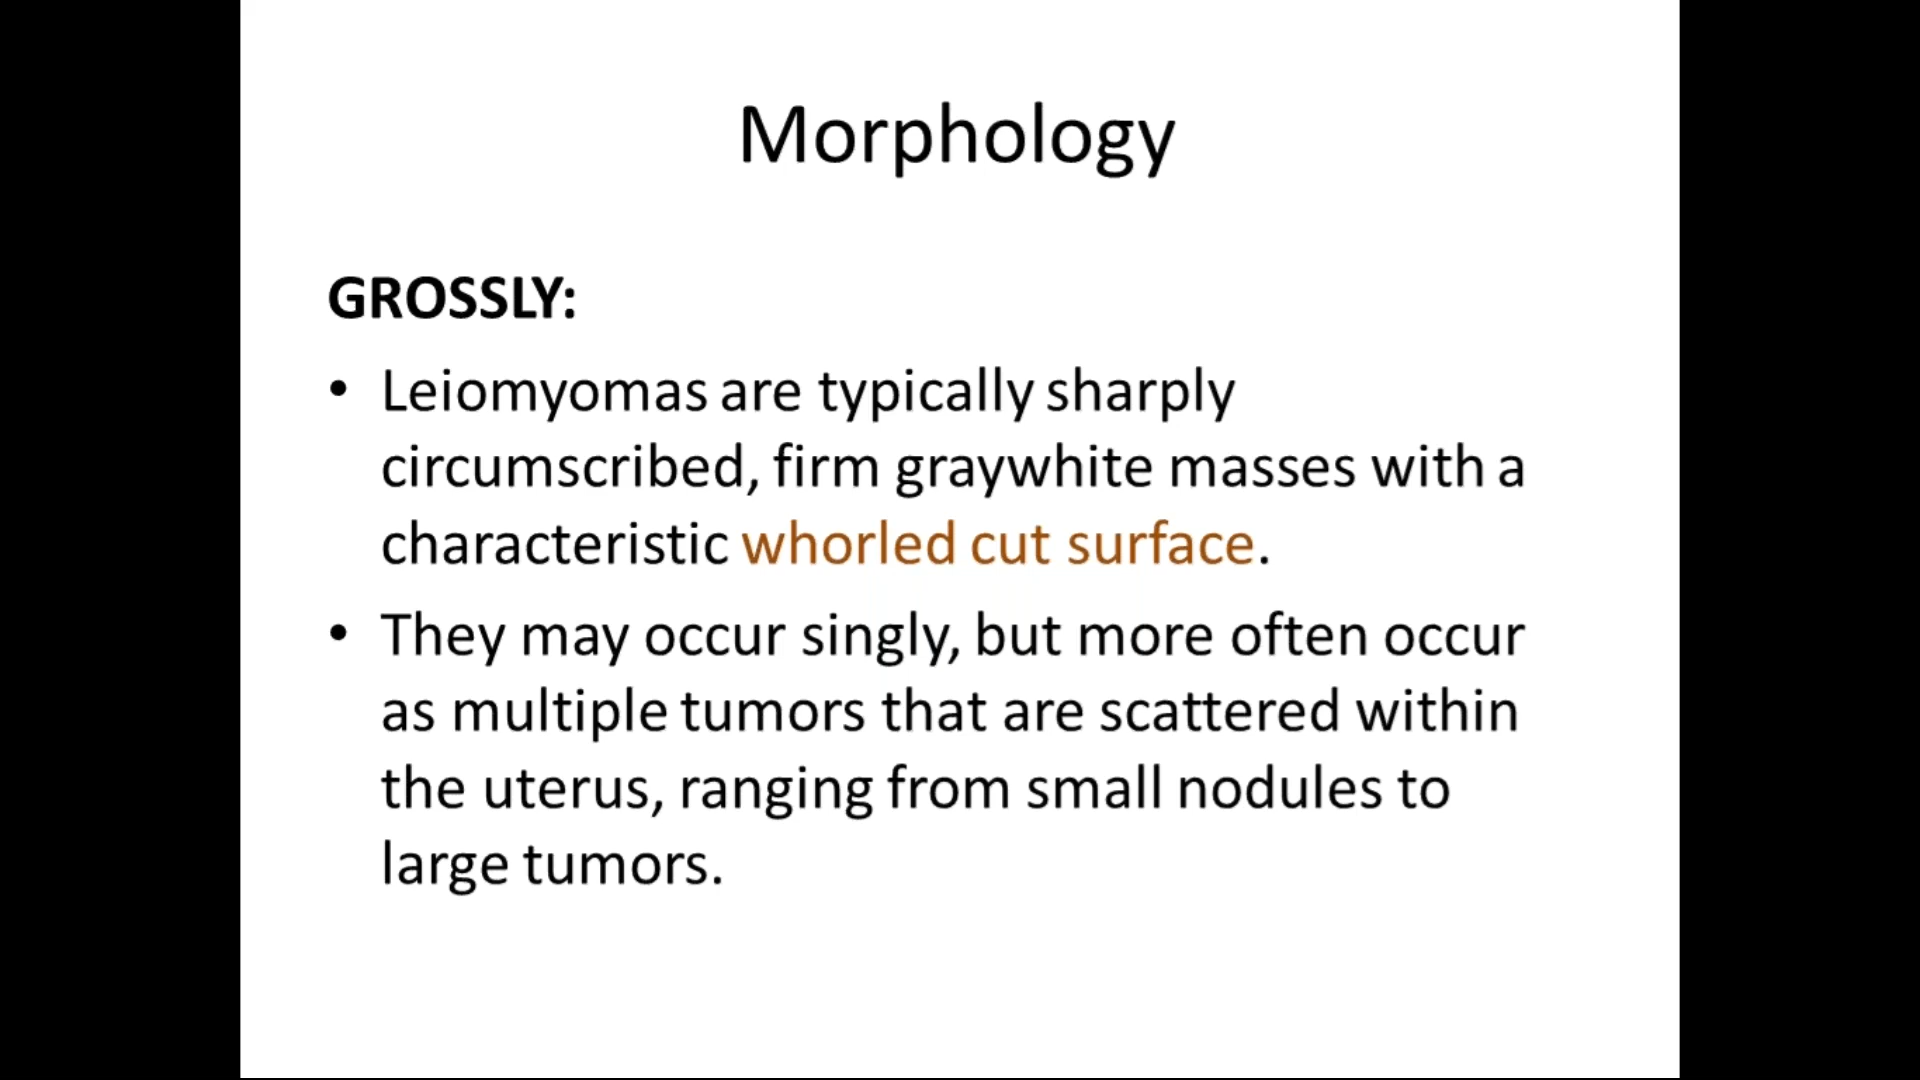 Morphology
GROSSLY:
• Leiomyomas are typically sharply
circumscribed, firm graywhite masses with a
characteristic whorled cut surface.
• They may occur singly, but more often occur
as multiple tumors that are scattered within
the uterus, ranging from small nodules to
large tumors.